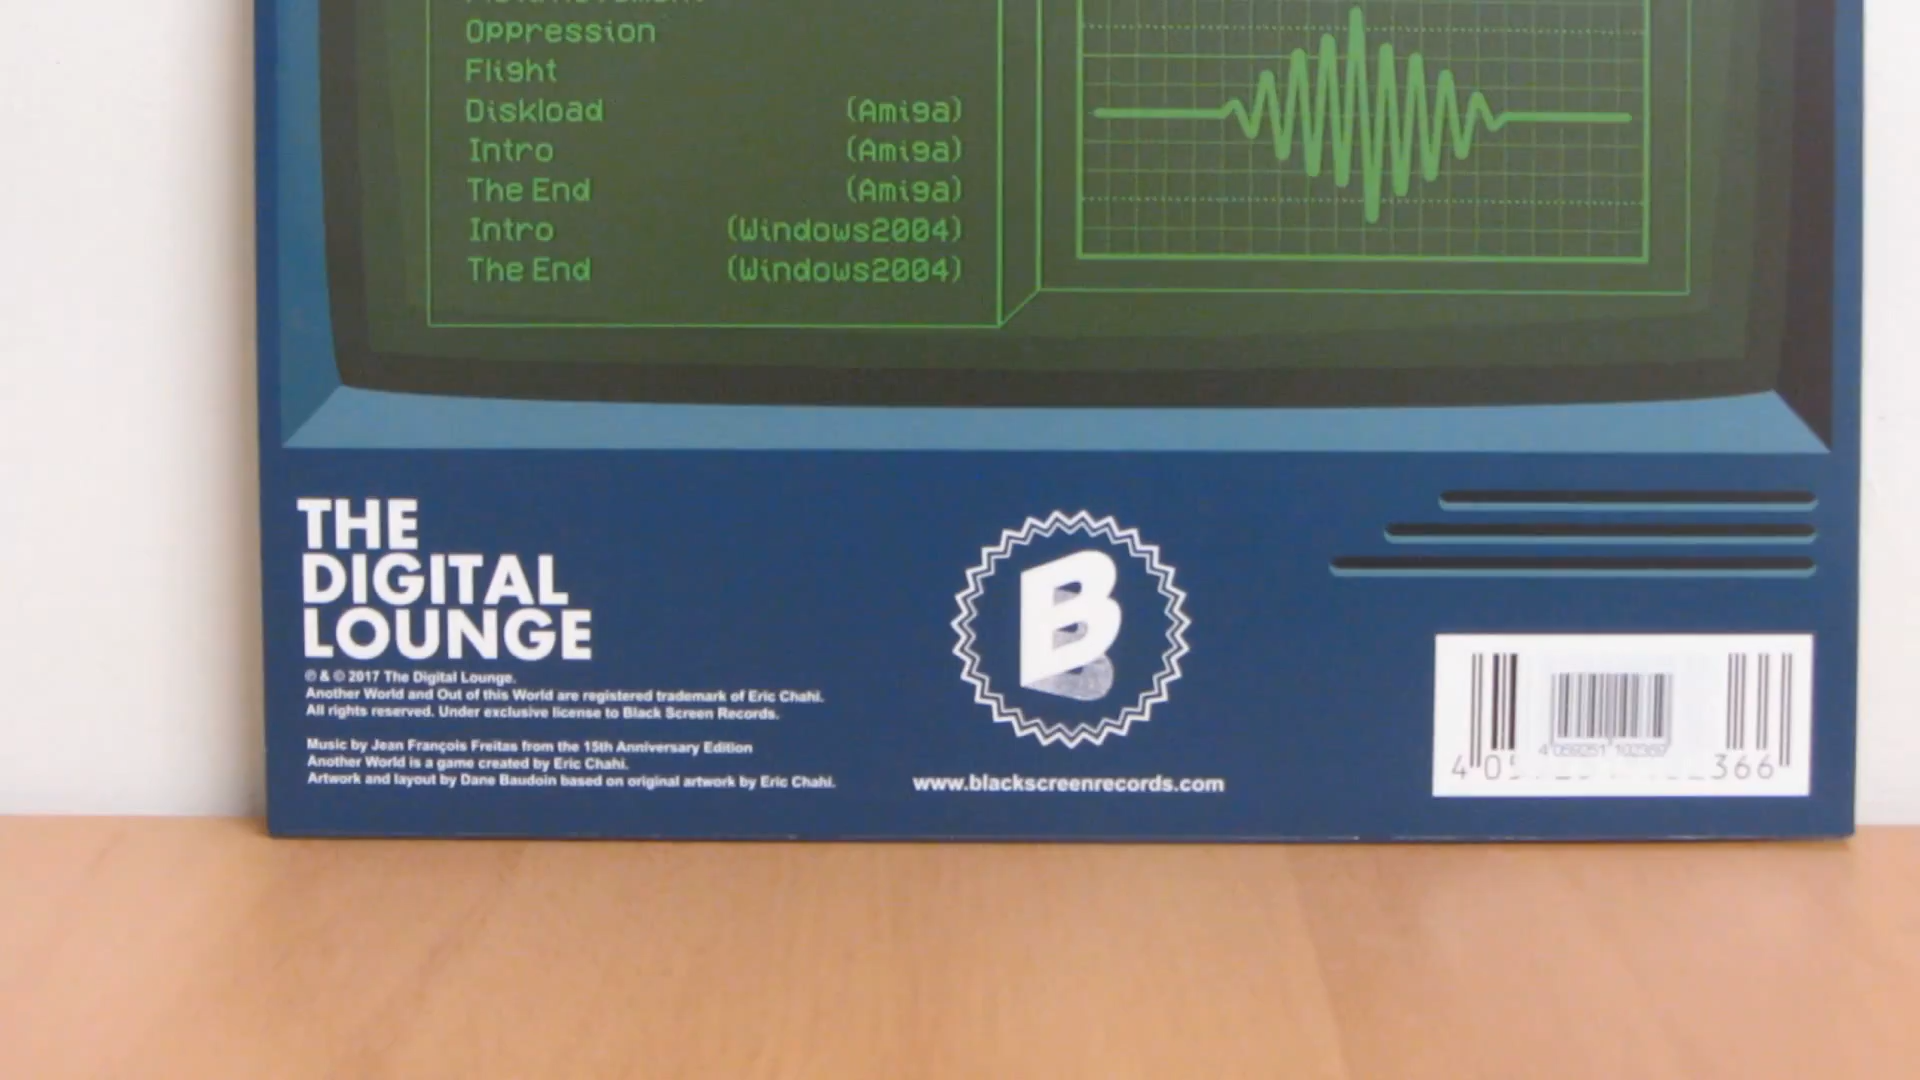 Oppression
Flight
Diskload (Amiga)
Intro (Amiga)
The End (Amiga)
Intro (Windows2004)
The End (Windows2004)
THE
DIGITAL
LOUNGE
℗ & © 2017 The Digital Lounge.
Another World and Out of this World are registered trademark of Eric Chahi.
All rights reserved. Under exclusive license to Black Screen Records.
Music by Jean François Freitas from the 15th Anniversary Edition
Another World is a game created by Eric Chahi.
Artwork and layout by Dane Baudoin based on original artwork by Eric Chahi.
B
www.blackscreenrecords.com